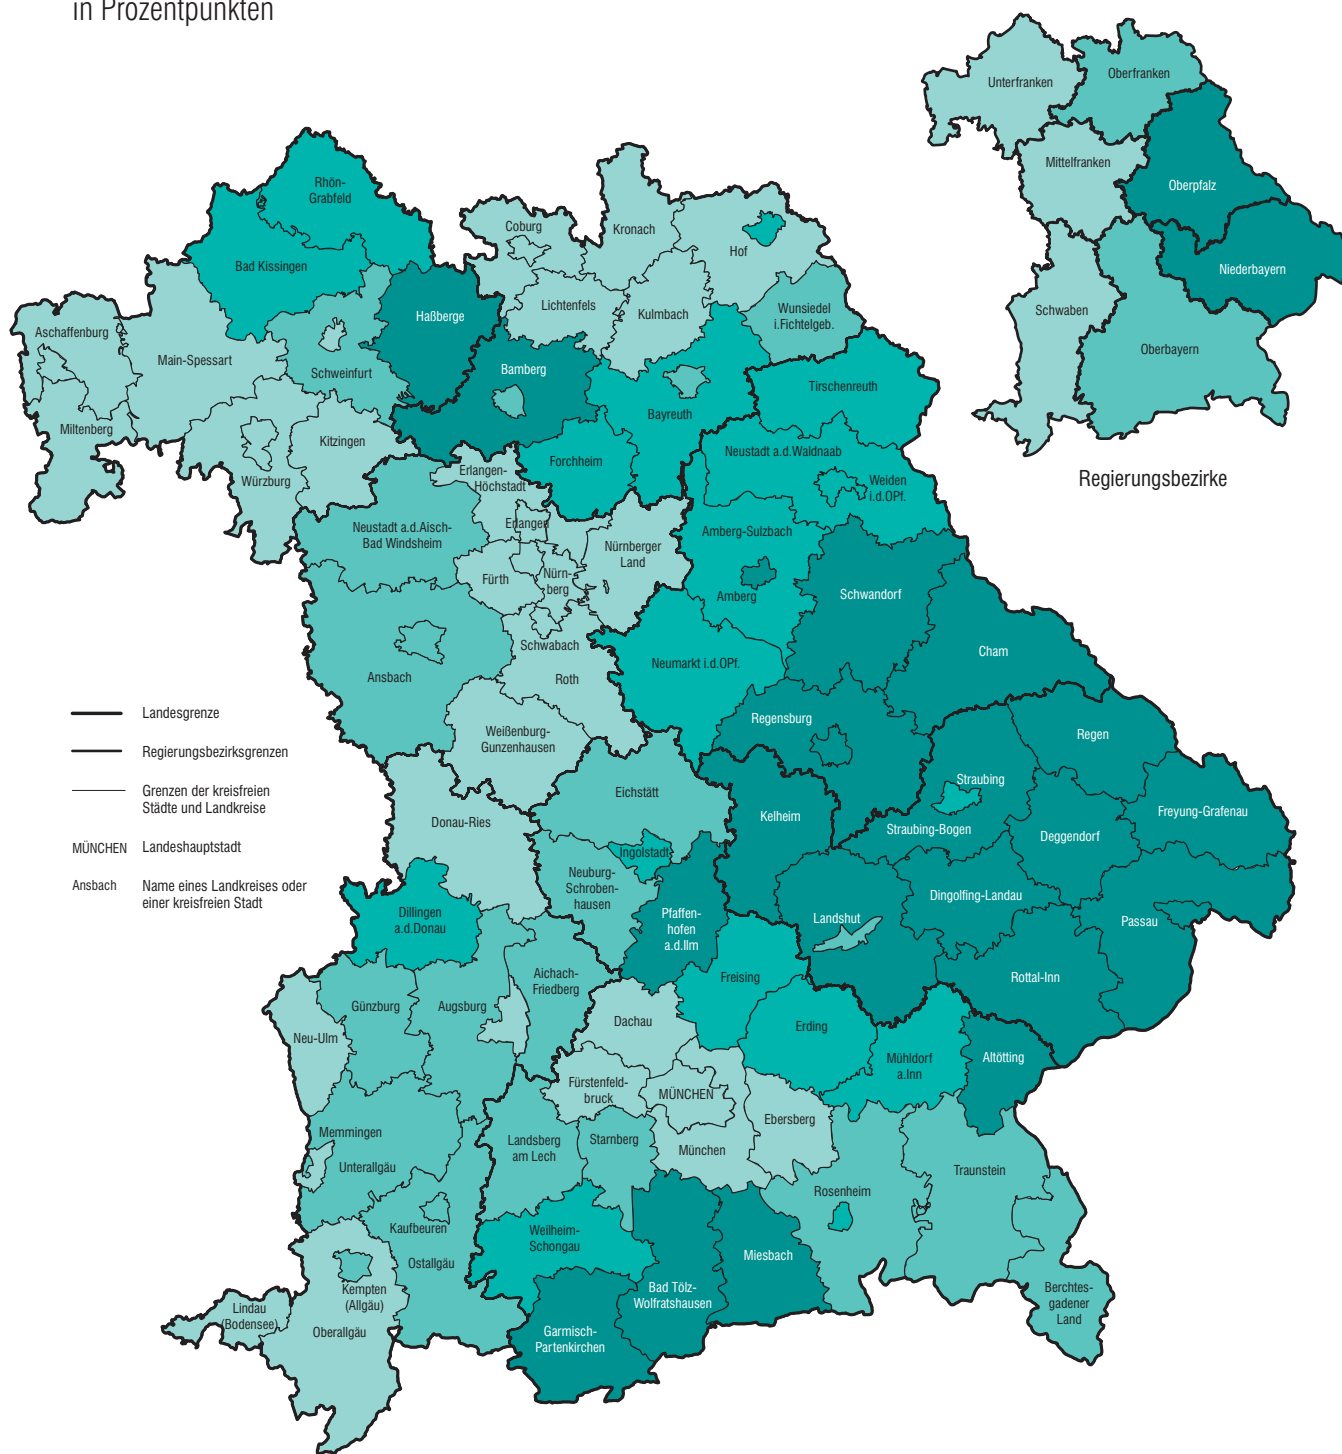 in Prozentpunkten
Unterfranken
Oberfranken
Mittelfranken
Oberpfalz
Niederbayern
Schwaben
Oberbayern
Regierungsbezirke
Rhön-
Grabfeld
Bad Kissingen
Coburg
Kronach
Hof
Haßberge
Lichtenfels
Kulmbach
Wunsiedel
i.Fichtelgeb.
Aschaffenburg
Main-Spessart
Schweinfurt
Bamberg
Bayreuth
Tirschenreuth
Miltenberg
Kitzingen
Würzburg
Forchheim
Neustadt a.d.Waldnaab
Weiden
i.d.OPf.
Erlangen-
Höchstadt
Erlangen
Neustadt a.d.Aisch-
Bad Windsheim
Fürth
Nürn-
berg
Nürnberger
Land
Amberg-Sulzbach
Amberg
Schwandorf
Cham
Schwabach
Roth
Neumarkt i.d.OPf.
Ansbach
Weißenburg-
Gunzenhausen
Regensburg
Regen
Landesgrenze
Regierungsbezirksgrenzen
Grenzen der kreisfreien
Städte und Landkreise
MÜNCHEN
Landeshauptstadt
Ansbach
Name eines Landkreises oder
einer kreisfreien Stadt
Eichstätt
Donau-Ries
Kelheim
Straubing
Straubing-Bogen
Deggendorf
Freyung-Grafenau
Ingolstadt
Neuburg-
Schroben-
hausen
Dillingen
a.d.Donau
Pfaffen-
hofen
a.d.Ilm
Landshut
Dingolfing-Landau
Passau
Rottal-Inn
Aichach-
Friedberg
Freising
Günzburg
Augsburg
Neu-Ulm
Dachau
Erding
Mühldorf
a.Inn
Altötting
Fürstenfeld-
bruck
MÜNCHEN
Ebersberg
Memmingen
Unterallgäu
Landsberg
am Lech
Starnberg
München
Traunstein
Rosenheim
Kaufbeuren
Ostallgäu
Weilheim-
Schongau
Bad Tölz-
Wolfratshausen
Miesbach
Kempten
(Allgäu)
Lindau
(Bodensee)
Oberallgäu
Garmisch-
Partenkirchen
Berchtes-
gadener
Land